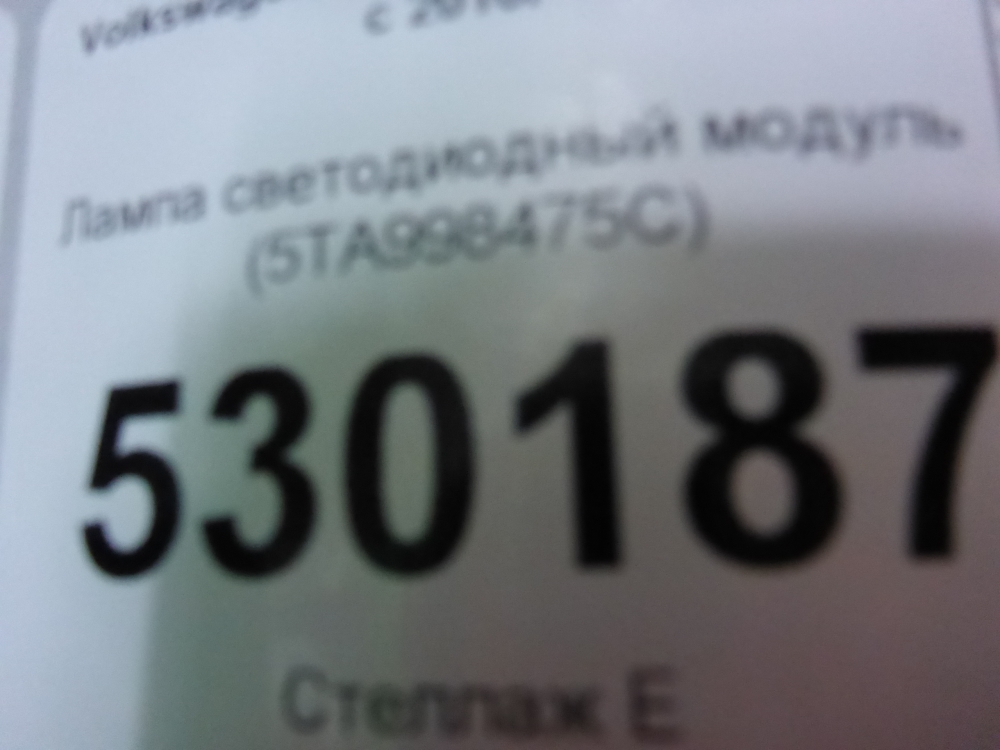 с
Лампа светодиодный модуль
(5TA998475C)
530187
Стеллаж Е